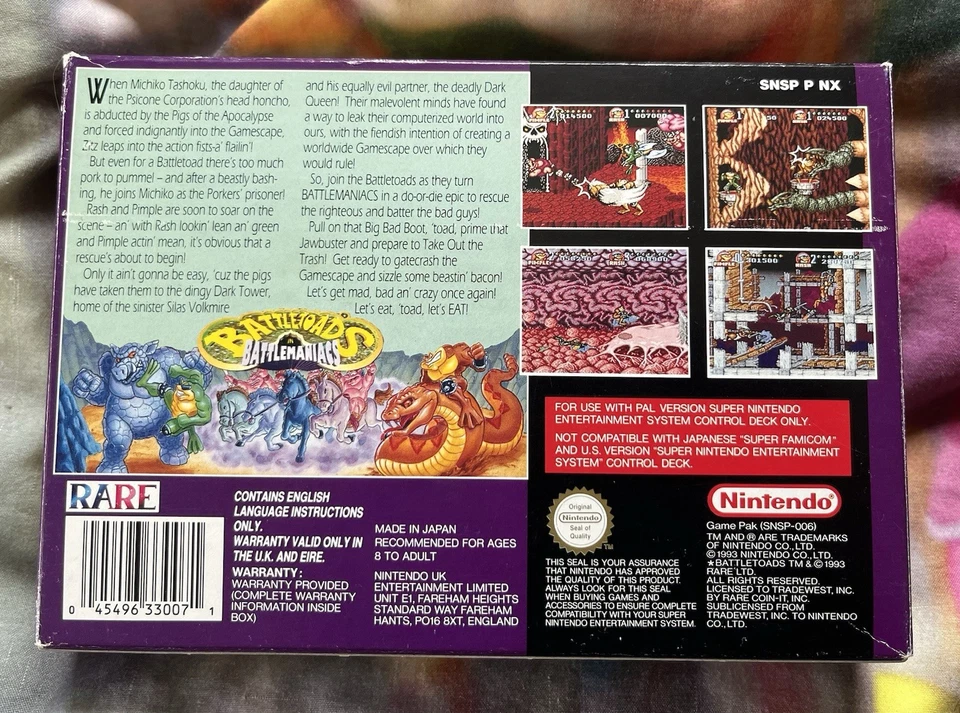 When Michiko Tashoku, the daughter of
the Psicone Corporation's head honcho,
is abducted by the Pigs of the Apocalypse
and forced indignantly into the Gamescape,
Zitz leaps into the action fists-a' flailin'!
But even for a Battletoad there's too much
pork to pummel - and after a beastly bash-
ing, he joins Michiko as the Porkers' prisoner!
Rash and Pimple are soon to soar on the
scene - an' with Rash lookin' lean an' green
and Pimple actin' mean, it's obvious that a
rescue's about to begin!
Only it ain't gonna be easy, 'cuz the pigs
have taken them to the dingy Dark Tower,
home of the sinister Silas Volkmire
and his equally evil partner, the deadly Dark
Queen! Their malevolent minds have found
a way to leak their computerized world into
ours, with the fiendish intention of creating a
worldwide Gamescape over which they
would rule!
So, join the Battletoads as they turn
BATTLEMANIACS in a do-or-die epic to rescue
the righteous and batter the bad guys!
Pull on that Big Bad Boot, 'toad, prime that
Jawbuster and prepare to Take Out the
Trash! Get ready to gatecrash the
Gamescape and sizzle some beastin' bacon!
Let's get mad, bad an' crazy once again!
Let's eat, 'toad, let's EAT!
BATTLETOADS
IN
BATTLEMANIACS
SNSP P NX
FOR USE WITH PAL VERSION SUPER NINTENDO
ENTERTAINMENT SYSTEM CONTROL DECK ONLY.
NOT COMPATIBLE WITH JAPANESE "SUPER FAMICOM"
AND U.S. VERSION "SUPER NINTENDO ENTERTAINMENT
SYSTEM" CONTROL DECK.
RARE
0 45496 33007 1
CONTAINS ENGLISH
LANGUAGE INSTRUCTIONS
ONLY.
WARRANTY VALID ONLY IN
THE U.K. AND EIRE.
WARRANTY:
WARRANTY PROVIDED
(COMPLETE WARRANTY
INFORMATION INSIDE
BOX)
MADE IN JAPAN
RECOMMENDED FOR AGES
8 TO ADULT
NINTENDO UK
ENTERTAINMENT LIMITED
UNIT E1, FAREHAM HEIGHTS
STANDARD WAY FAREHAM
HANTS, PO16 8XT, ENGLAND
Original
Nintendo
Seal of
Quality
TM
THIS SEAL IS YOUR ASSURANCE
THAT NINTENDO HAS APPROVED
THE QUALITY OF THIS PRODUCT.
ALWAYS LOOK FOR THIS SEAL
WHEN BUYING GAMES AND
ACCESSORIES TO ENSURE COMPLETE
COMPATIBILITY WITH YOUR SUPER
NINTENDO ENTERTAINMENT SYSTEM.
Nintendo®
Game Pak (SNSP-006)
TM AND ® ARE TRADEMARKS
OF NINTENDO CO., LTD.
©1993 NINTENDO CO., LTD.
★BATTLETOADS TM & © 1993
RARE LTD.
ALL RIGHTS RESERVED.
LICENSED TO TRADEWEST, INC.
BY RARE COIN-IT, INC.
SUBLICENSED FROM
TRADEWEST, INC. TO NINTENDO
CO., LTD.